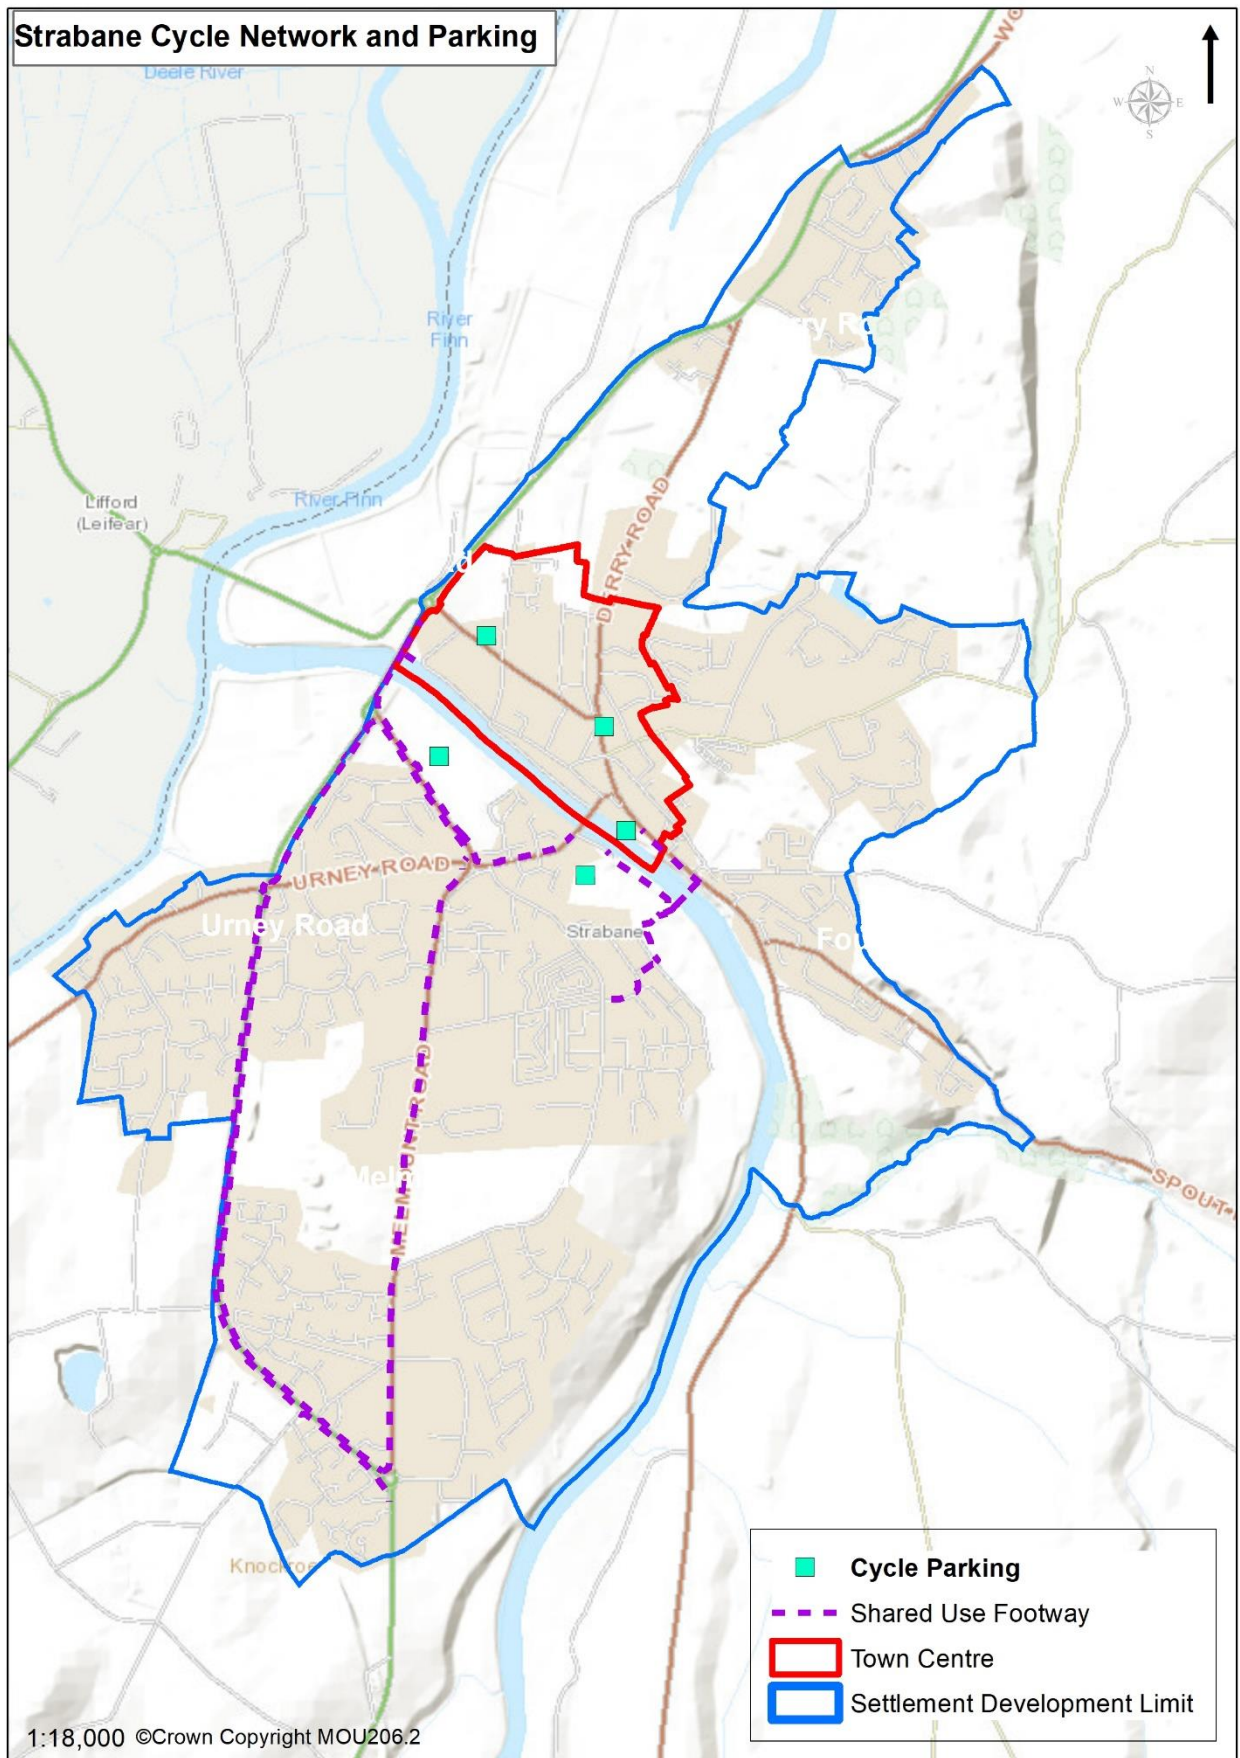 Strabane Cycle Network and Parking
Deele River
N
W E
S
River
Finn
River Finn
Lifford
(Leifear)
DERRY ROAD
URNEY ROAD
Urney Road
Strabane
MELMOUNT ROAD
SPOUT
Cycle Parking
Shared Use Footway
Town Centre
Settlement Development Limit
1:18,000 ©Crown Copyright MOU206.2